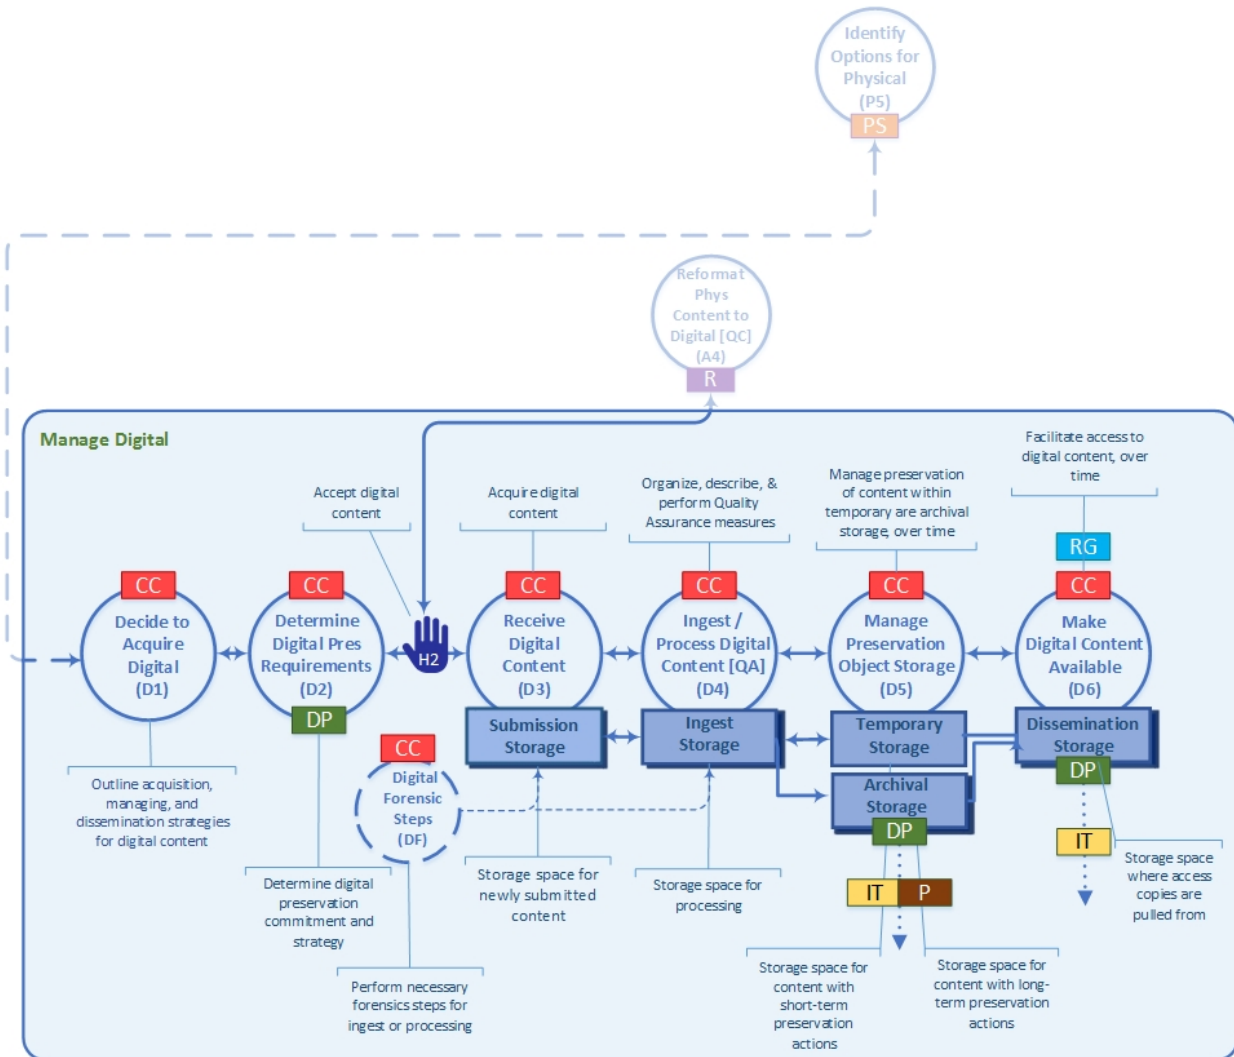 Identify
Options for
Physical
(P5)
PS
Reformat
Phys
Content to
Digital [QC]
(A4)
R
Manage Digital
Accept digital
content
Acquire digital
content
Organize, describe, &
perform Quality
Assurance measures
Manage preservation
of content within
temporary are archival
storage, over time
Facilitate access to
digital content, over
time
RG
CC
Decide to
Acquire
Digital
(D1)
CC
Determine
Digital Pres
Requirements
(D2)
DP
H2
CC
Receive
Digital
Content
(D3)
CC
Ingest /
Process Digital
Content [QA]
(D4)
CC
Manage
Preservation
Object Storage
(D5)
CC
Make
Digital Content
Available
(D6)
Submission
Storage
Ingest
Storage
Temporary
Storage
Archival
Storage
DP
IT
P
Dissemination
Storage
DP
IT
CC
Digital
Forensic
Steps
(DF)
Outline acquisition,
managing, and
dissemination strategies
for digital content
Determine digital
preservation
commitment and
strategy
Perform necessary
forensics steps for
ingest or processing
Storage space for
newly submitted
content
Storage space for
processing
Storage space for
content with
short-term
preservation
actions
Storage space for
content with long-
term preservation
actions
Storage space
where access
copies are
pulled from